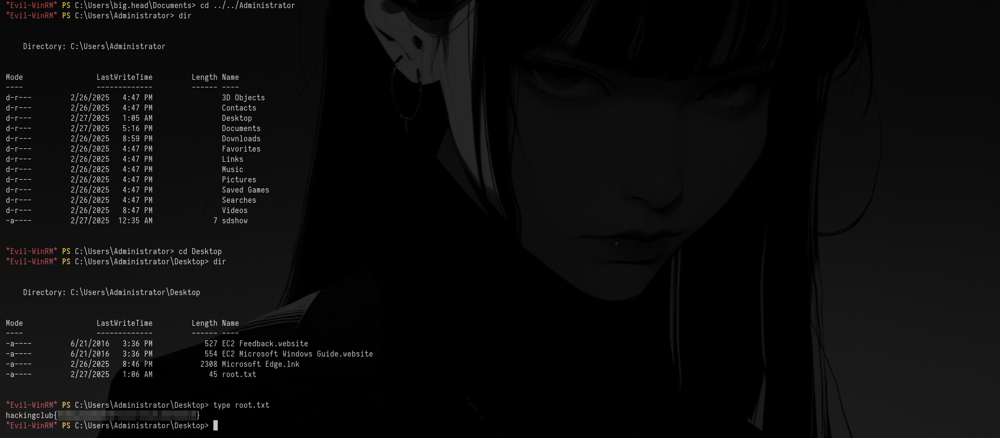 *Evil-WinRM* PS C:\Users\big.head\Documents> cd ../../Administrator
*Evil-WinRM* PS C:\Users\Administrator> dir
Directory: C:\Users\Administrator
Mode LastWriteTime Length Name
---- ------------- ------ ----
d-r--- 2/26/2025 4:47 PM 3D Objects
d-r--- 2/26/2025 4:47 PM Contacts
d-r--- 2/27/2025 1:05 AM Desktop
d-r--- 2/27/2025 5:16 PM Documents
d-r--- 2/26/2025 8:59 PM Downloads
d-r--- 2/26/2025 4:47 PM Favorites
d-r--- 2/26/2025 4:47 PM Links
d-r--- 2/26/2025 4:47 PM Music
d-r--- 2/26/2025 4:47 PM Pictures
d-r--- 2/26/2025 4:47 PM Saved Games
d-r--- 2/26/2025 4:47 PM Searches
d-r--- 2/26/2025 8:47 PM Videos
-a---- 2/27/2025 12:35 AM 7 sdshow
*Evil-WinRM* PS C:\Users\Administrator> cd Desktop
*Evil-WinRM* PS C:\Users\Administrator\Desktop> dir
Directory: C:\Users\Administrator\Desktop
Mode LastWriteTime Length Name
---- ------------- ------ ----
-a---- 6/21/2016 3:36 PM 527 EC2 Feedback.website
-a---- 6/21/2016 3:36 PM 554 EC2 Microsoft Windows Guide.website
-a---- 2/26/2025 8:46 PM 2308 Microsoft Edge.lnk
-a---- 2/27/2025 1:06 AM 45 root.txt
*Evil-WinRM* PS C:\Users\Administrator\Desktop> type root.txt
hackingclub{ }
*Evil-WinRM* PS C:\Users\Administrator\Desktop>